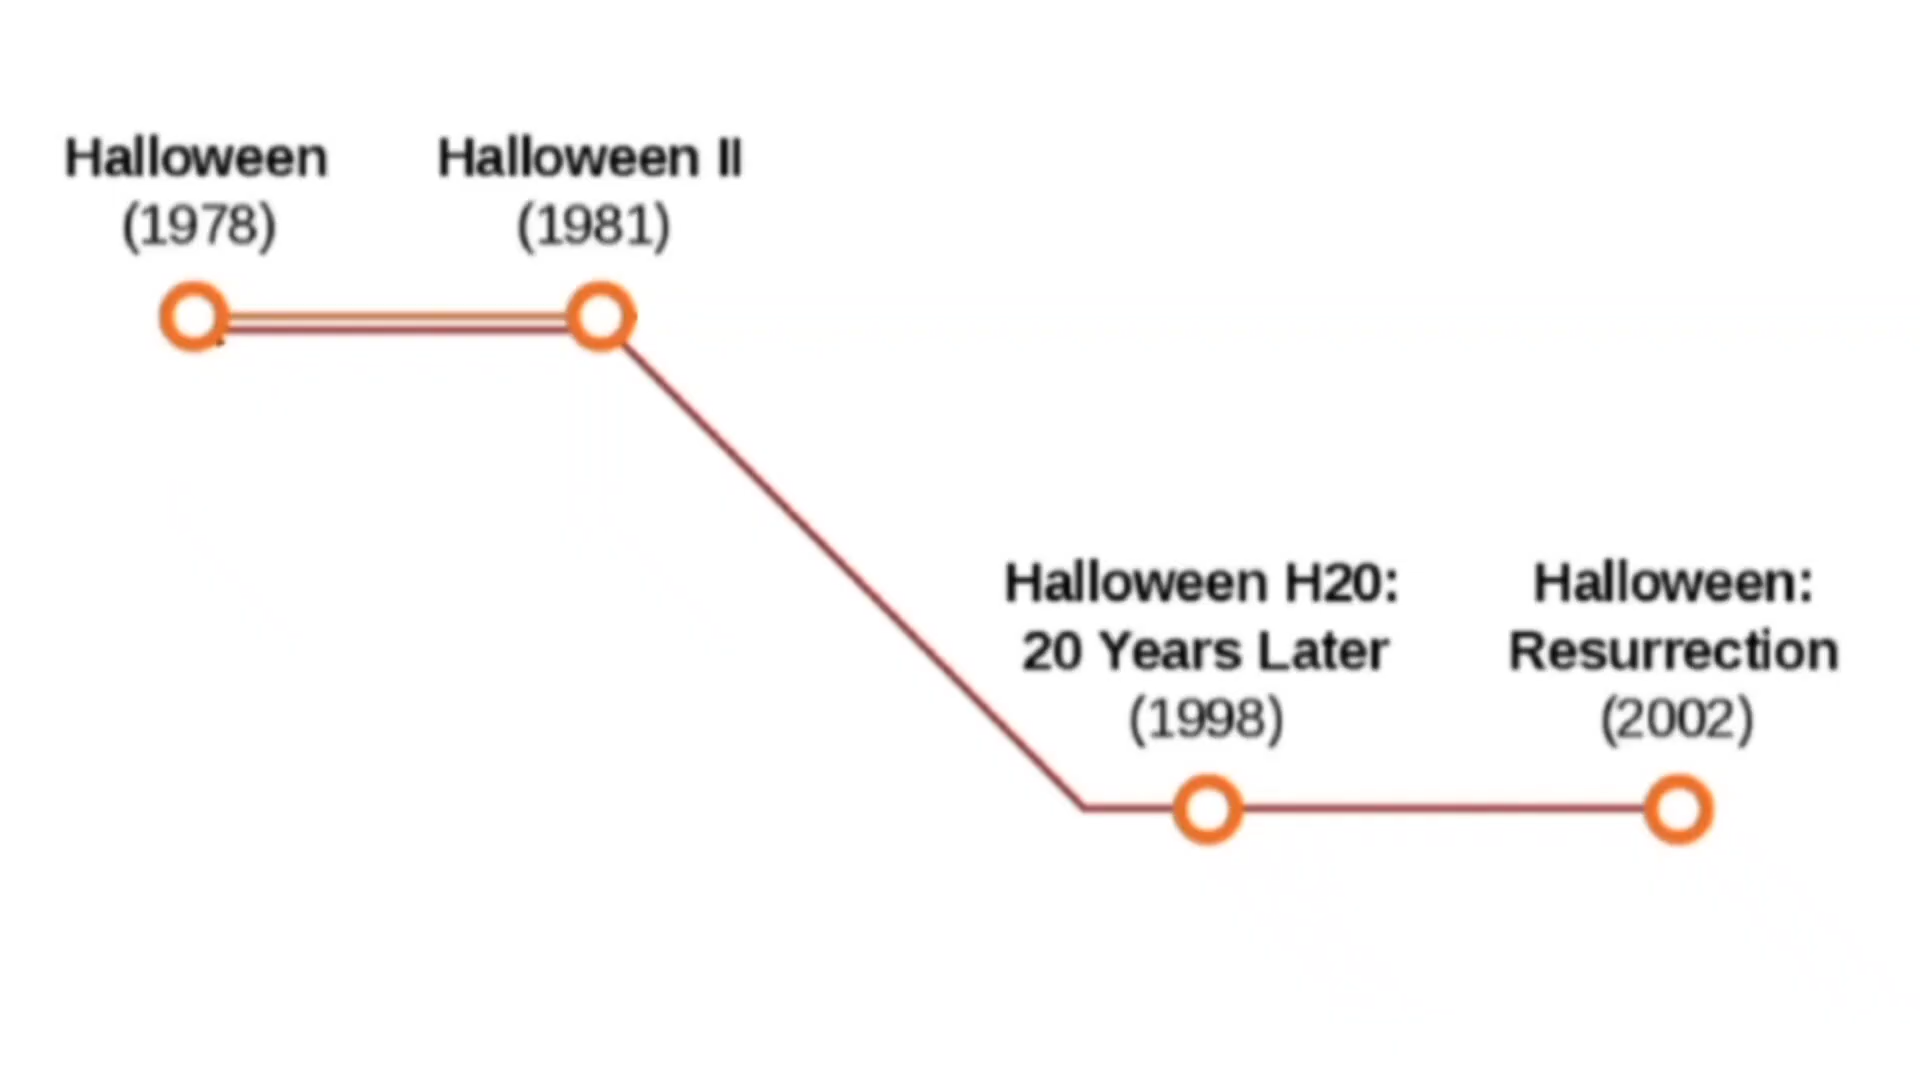 Halloween
(1978)
Halloween II
(1981)
Halloween H20:
20 Years Later
(1998)
Halloween:
Resurrection
(2002)